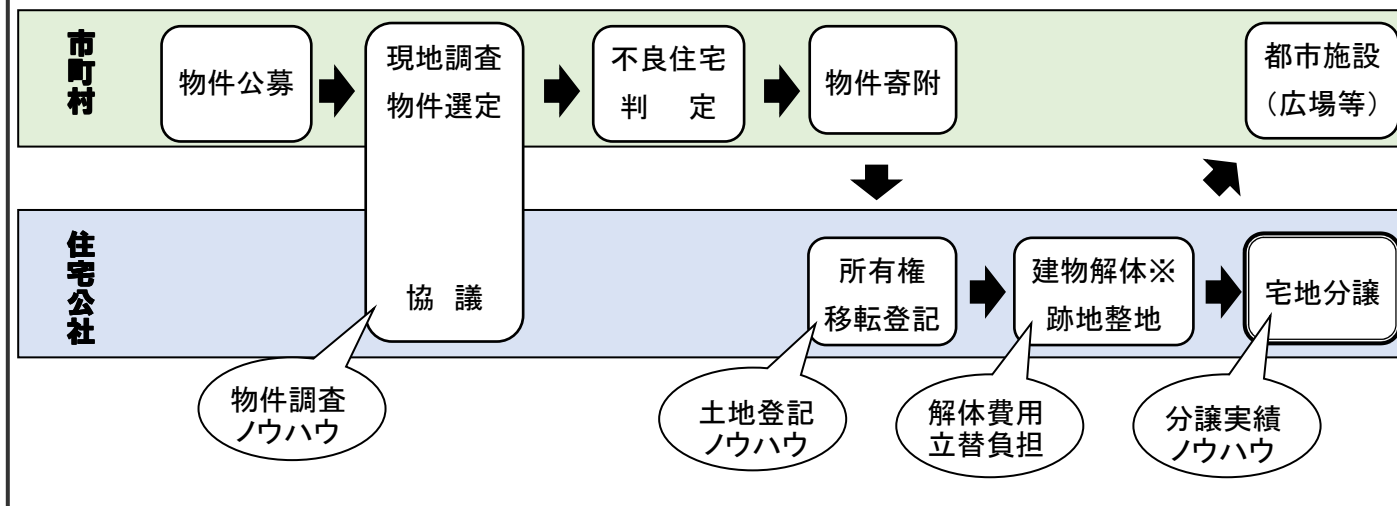 市町村
物件公募
現地調査
物件選定
協 議
不良住宅
判 定
物件寄附
都市施設
（広場等）
住宅公社
所有権
移転登記
建物解体※
跡地整地
宅地分譲
物件調査
ノウハウ
土地登記
ノウハウ
解体費用
立替負担
分譲実績
ノウハウ